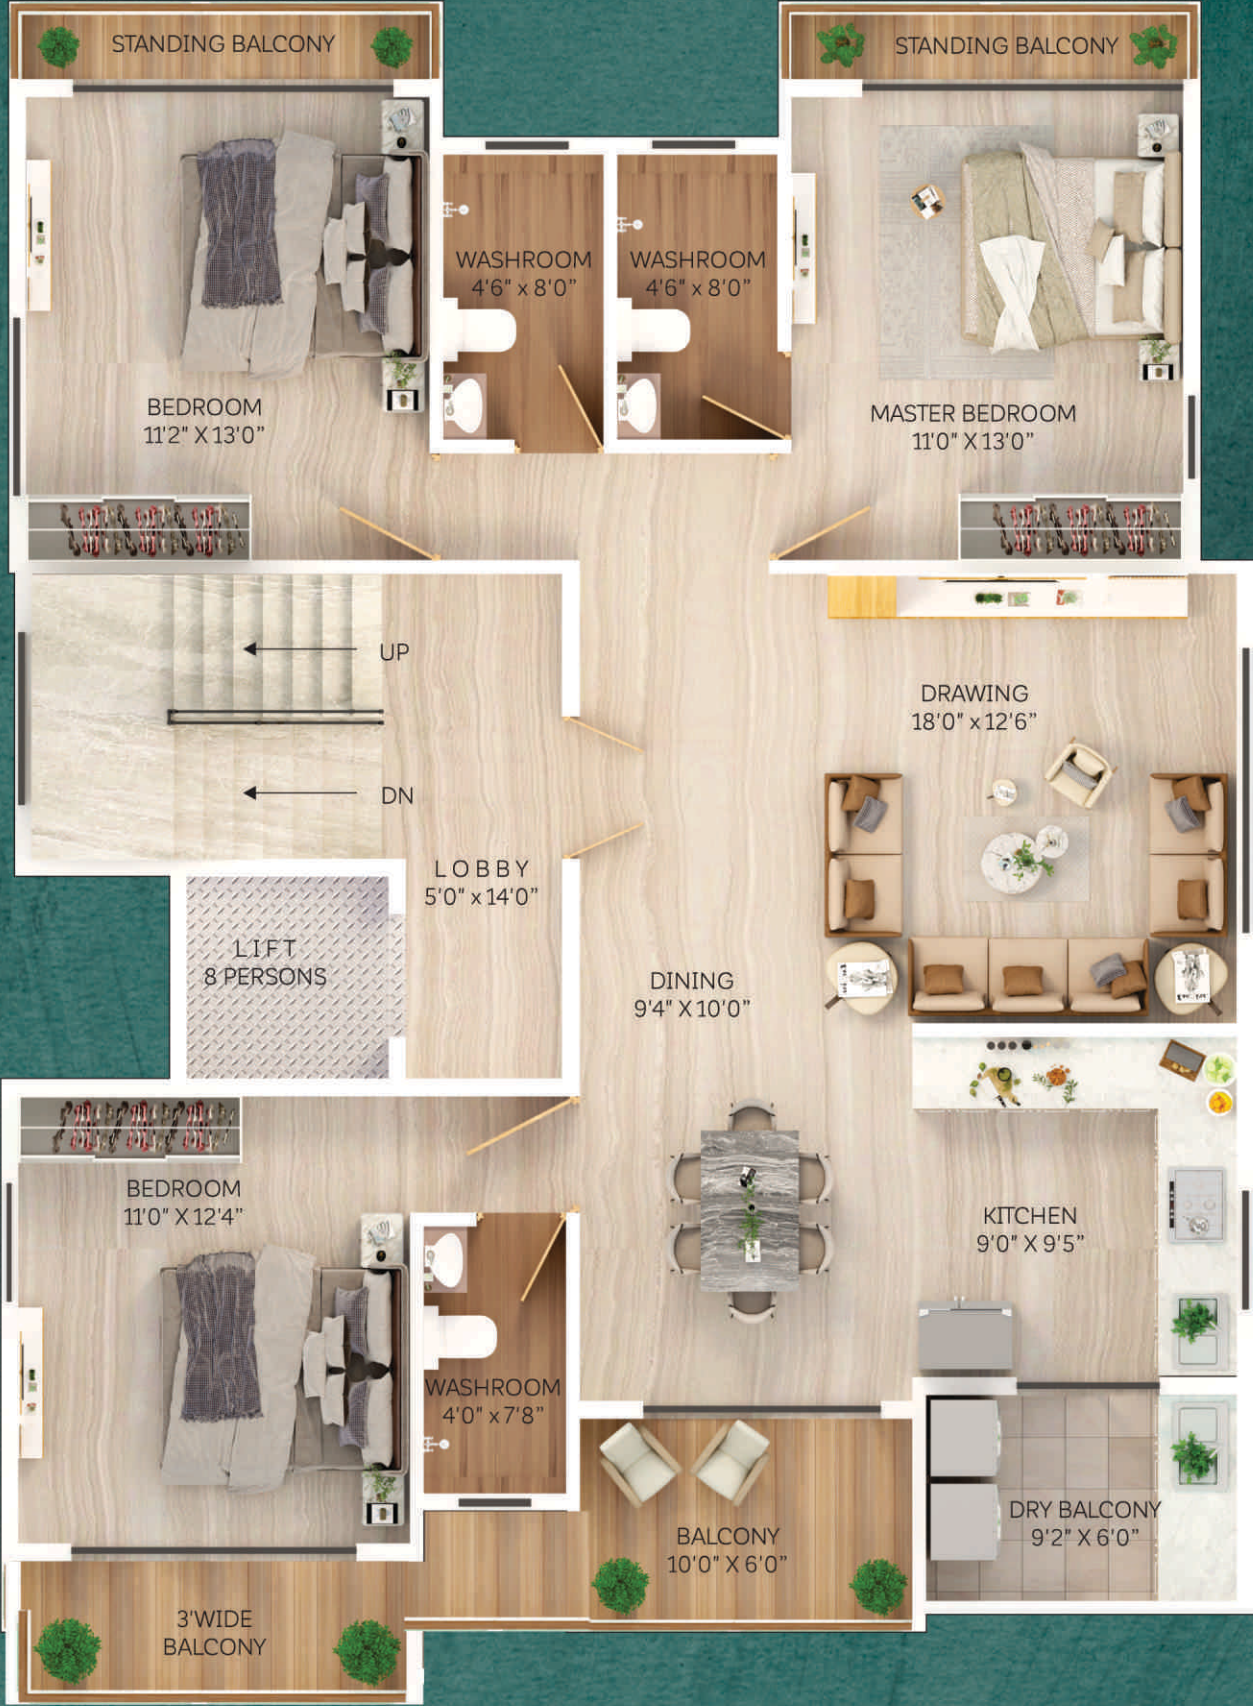 STANDING BALCONY
STANDING BALCONY
WASHROOM
4'6" x 8'0"
WASHROOM
4'6" x 8'0"
BEDROOM
11'2" X 13'0"
MASTER BEDROOM
11'0" X 13'0"
UP
DRAWING
18'0" x 12'6"
DN
LOBBY
5'0" x 14'0"
LIFT
8 PERSONS
DINING
9'4" X 10'0"
BEDROOM
11'0" X 12'4"
KITCHEN
9'0" X 9'5"
WASHROOM
4'0" x 7'8"
BALCONY
10'0" X 6'0"
DRY BALCONY
9'2" X 6'0"
3'WIDE
BALCONY